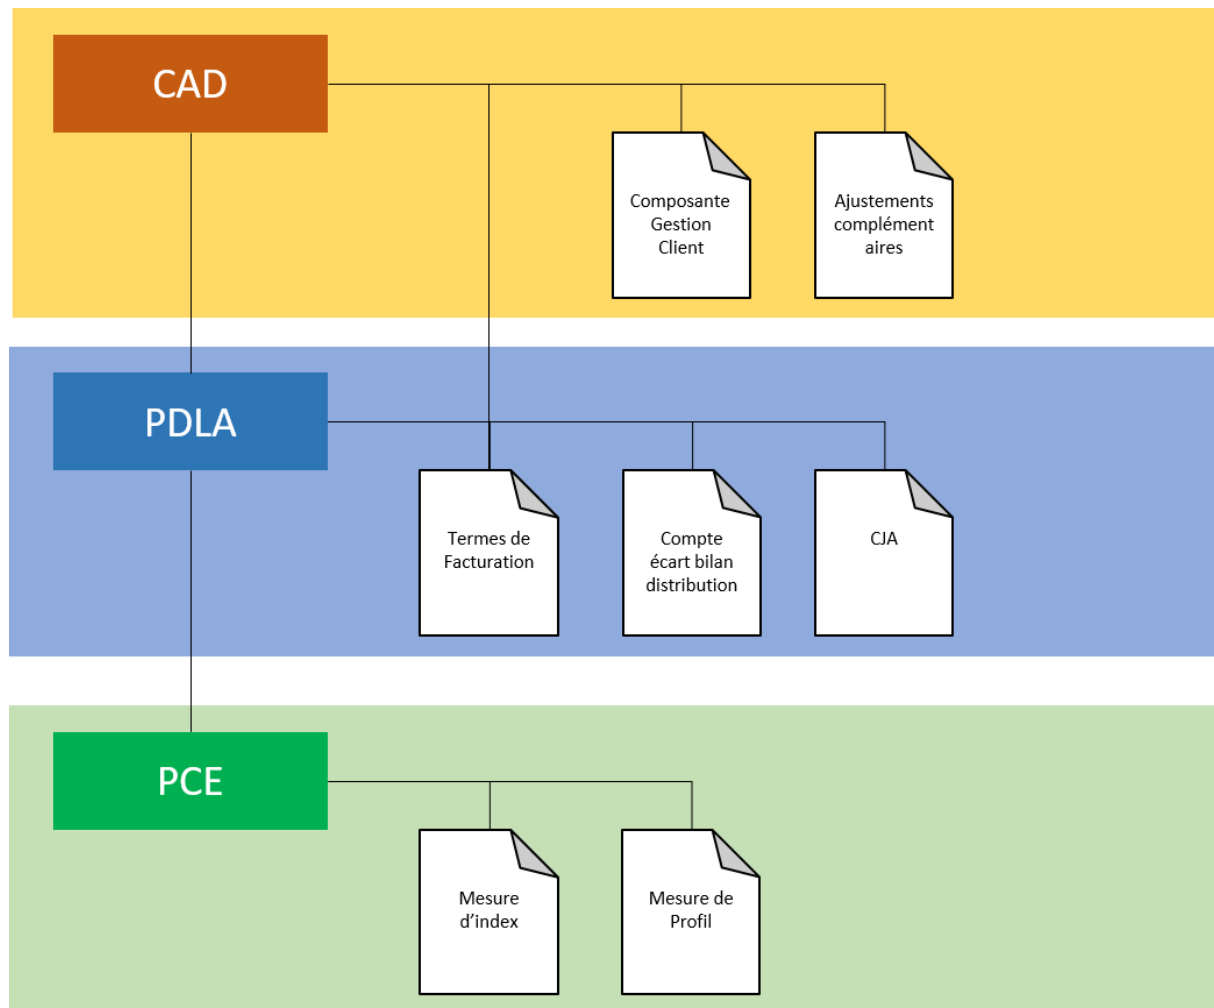 CAD
Composante
Gestion
Client
Ajustements
complément
aires
PDLA
Termes de
Facturation
Compte
écart bilan
distribution
CJA
PCE
Mesure
d’index
Mesure de
Profil